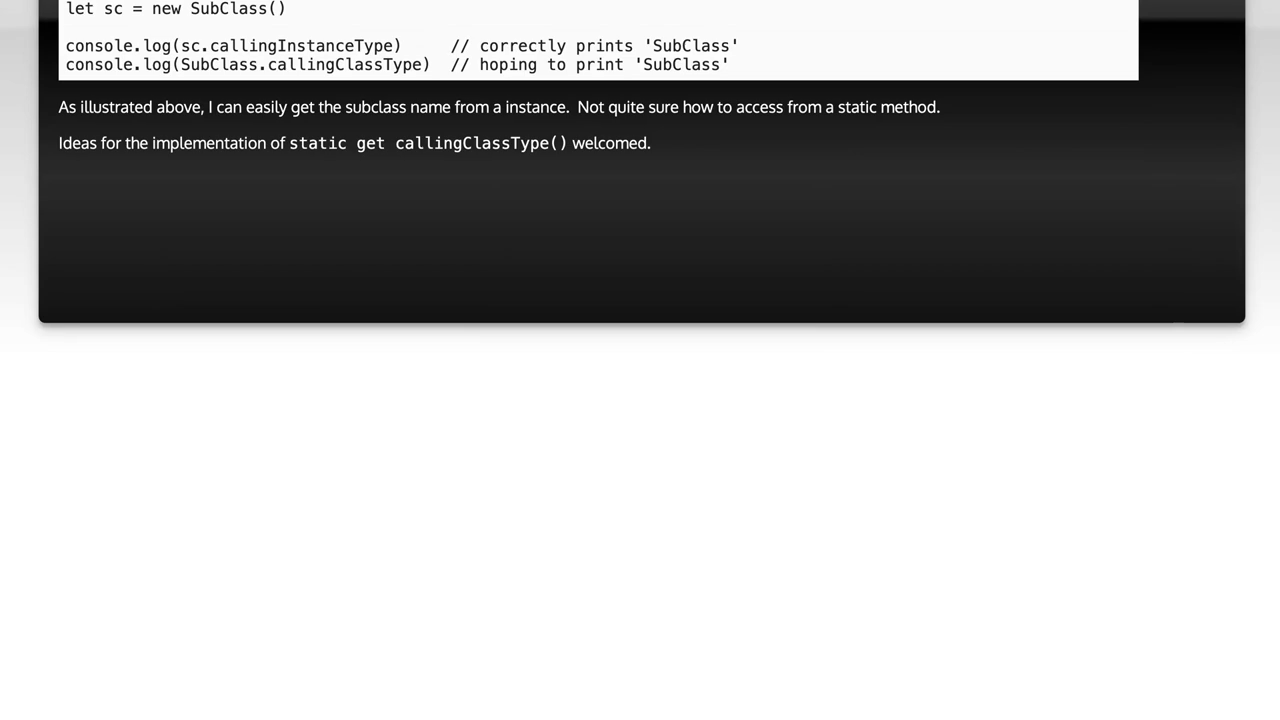 let sc = new SubClass()
console.log(sc.callingInstanceType)     // correctly prints 'SubClass'
console.log(SubClass.callingClassType)  // hoping to print 'SubClass'
As illustrated above, I can easily get the subclass name from a instance.  Not quite sure how to access from a static method.
Ideas for the implementation of static get callingClassType() welcomed.